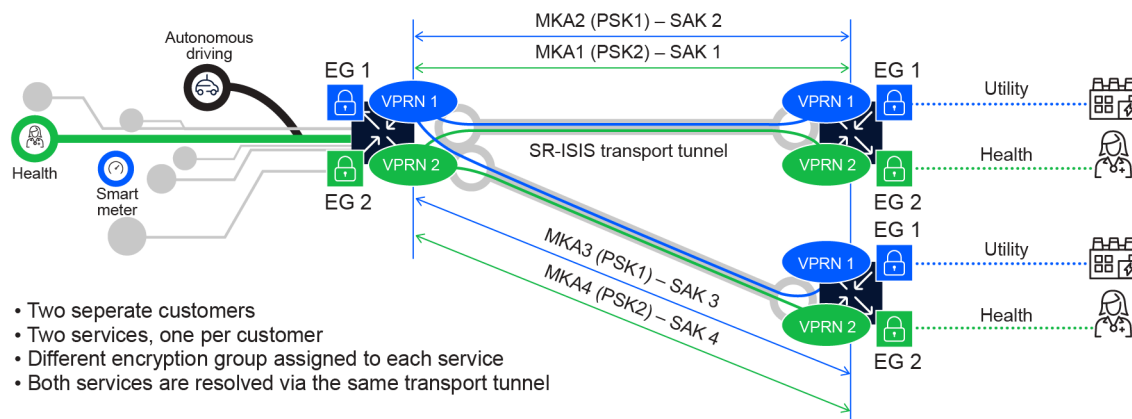 MKA2 (PSK1) – SAK 2
MKA1 (PSK2) – SAK 1
Autonomous
driving
EG 1
VPRN 1
VPRN 1
EG 1
Utility
SR-ISIS transport tunnel
Health
Smart
meter
VPRN 2
EG 2
VPRN 2
EG 2
Health
MKA3 (PSK1) – SAK 3
MKA4 (PSK2) – SAK 4
VPRN 1
EG 1
Utility
VPRN 2
EG 2
Health
• Two seperate customers
• Two services, one per customer
• Different encryption group assigned to each service
• Both services are resolved via the same transport tunnel